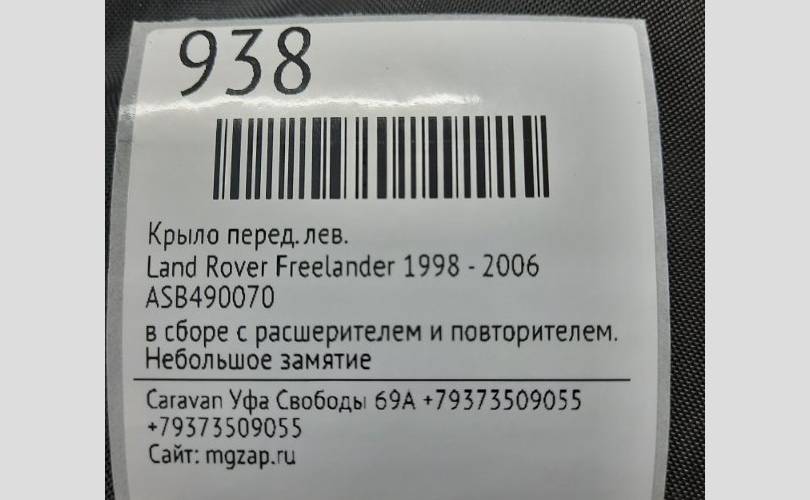 938
Крыло перед. лев.
Land Rover Freelander 1998 - 2006
ASB490070
в сборе с расшерителем и повторителем.
Небольшое замятие
Caravan Уфа Свободы 69А +79373509055
+79373509055
Сайт: mgzap.ru